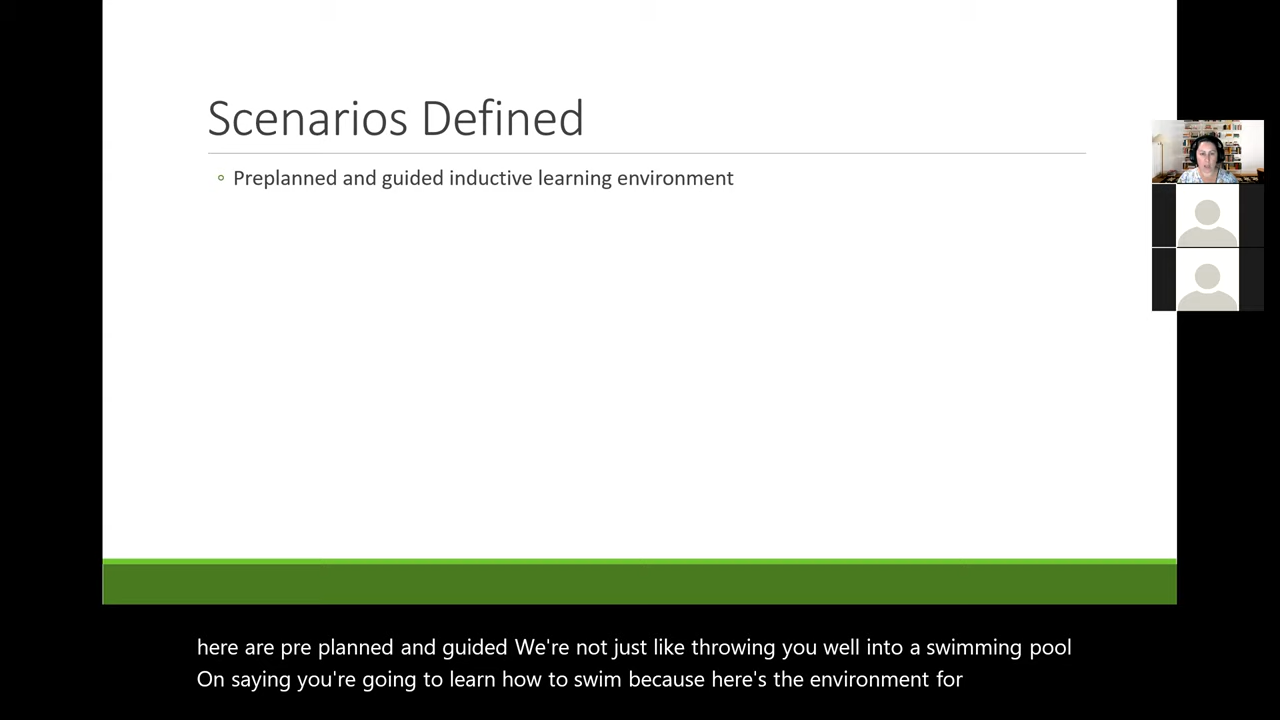 Scenarios Defined
◦ Preplanned and guided inductive learning environment
here are pre planned and guided We're not just like throwing you well into a swimming pool
On saying you're going to learn how to swim because here's the environment for